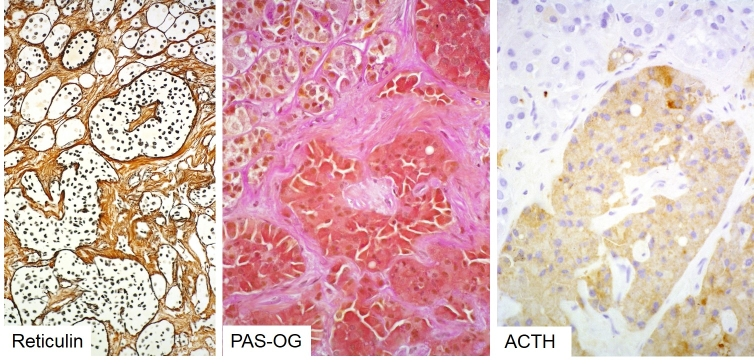 Reticulin
PAS-OG
ACTH